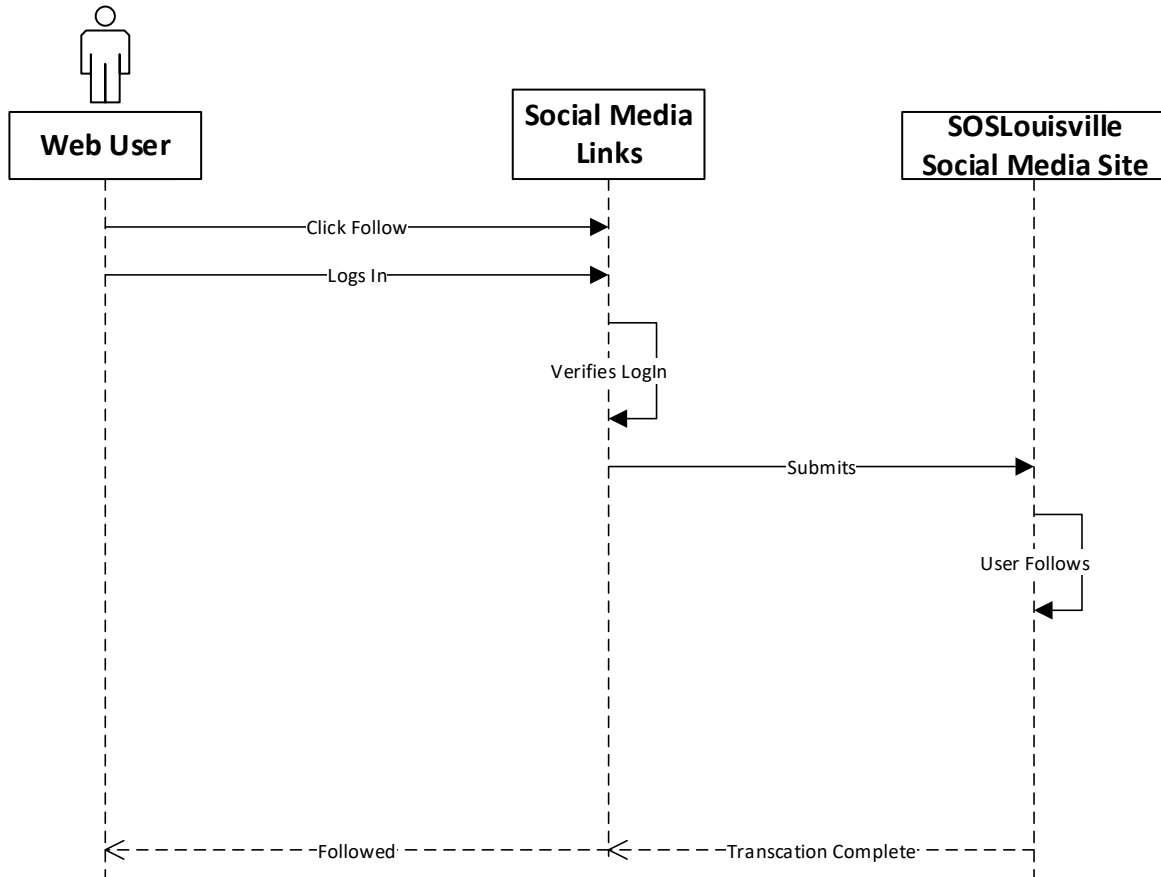 Web User
Social Media
Links
SOSLouisville
Social Media Site
Click Follow
Logs In
Verifies LogIn
Submits
User Follows
Followed
Transcation Complete